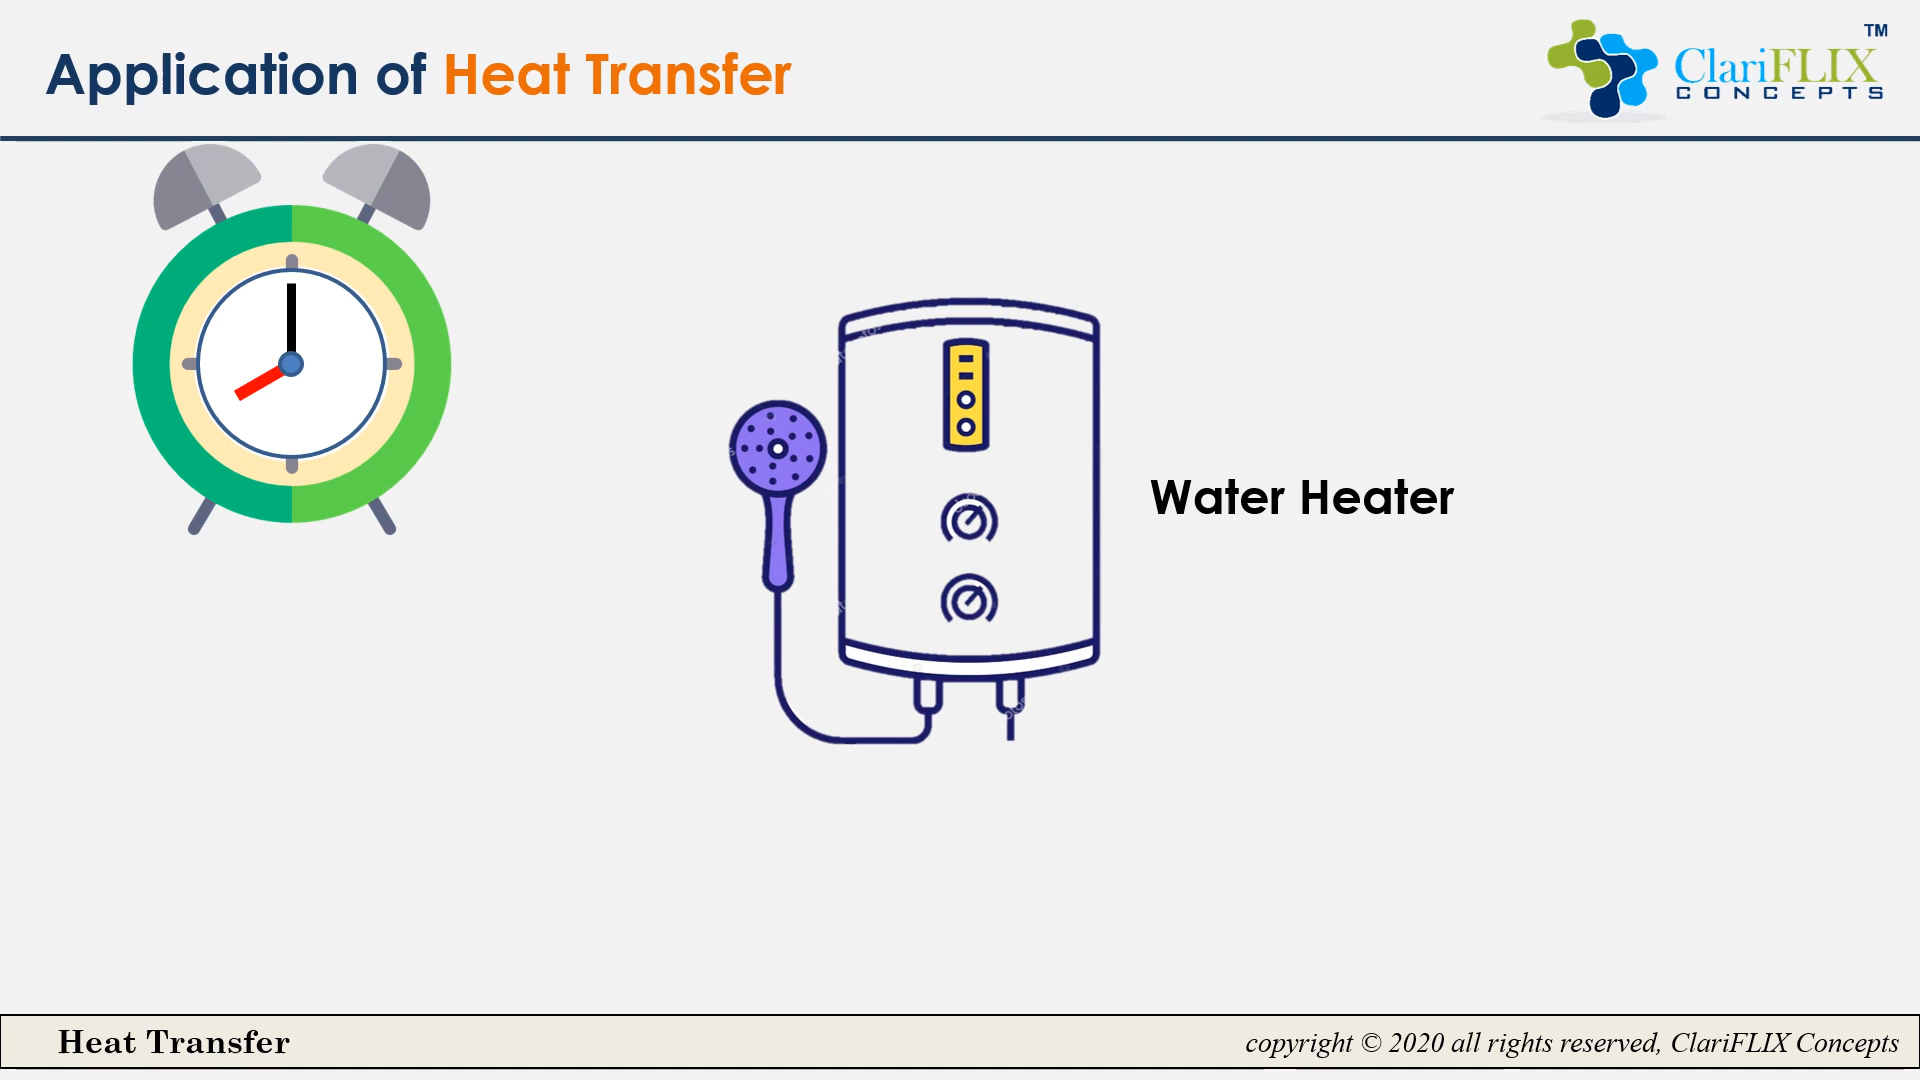 Application of Heat Transfer
TM
ClariFLIX
CONCEPTS
Water Heater
Heat Transfer
copyright © 2020 all rights reserved, ClariFLIX Concepts